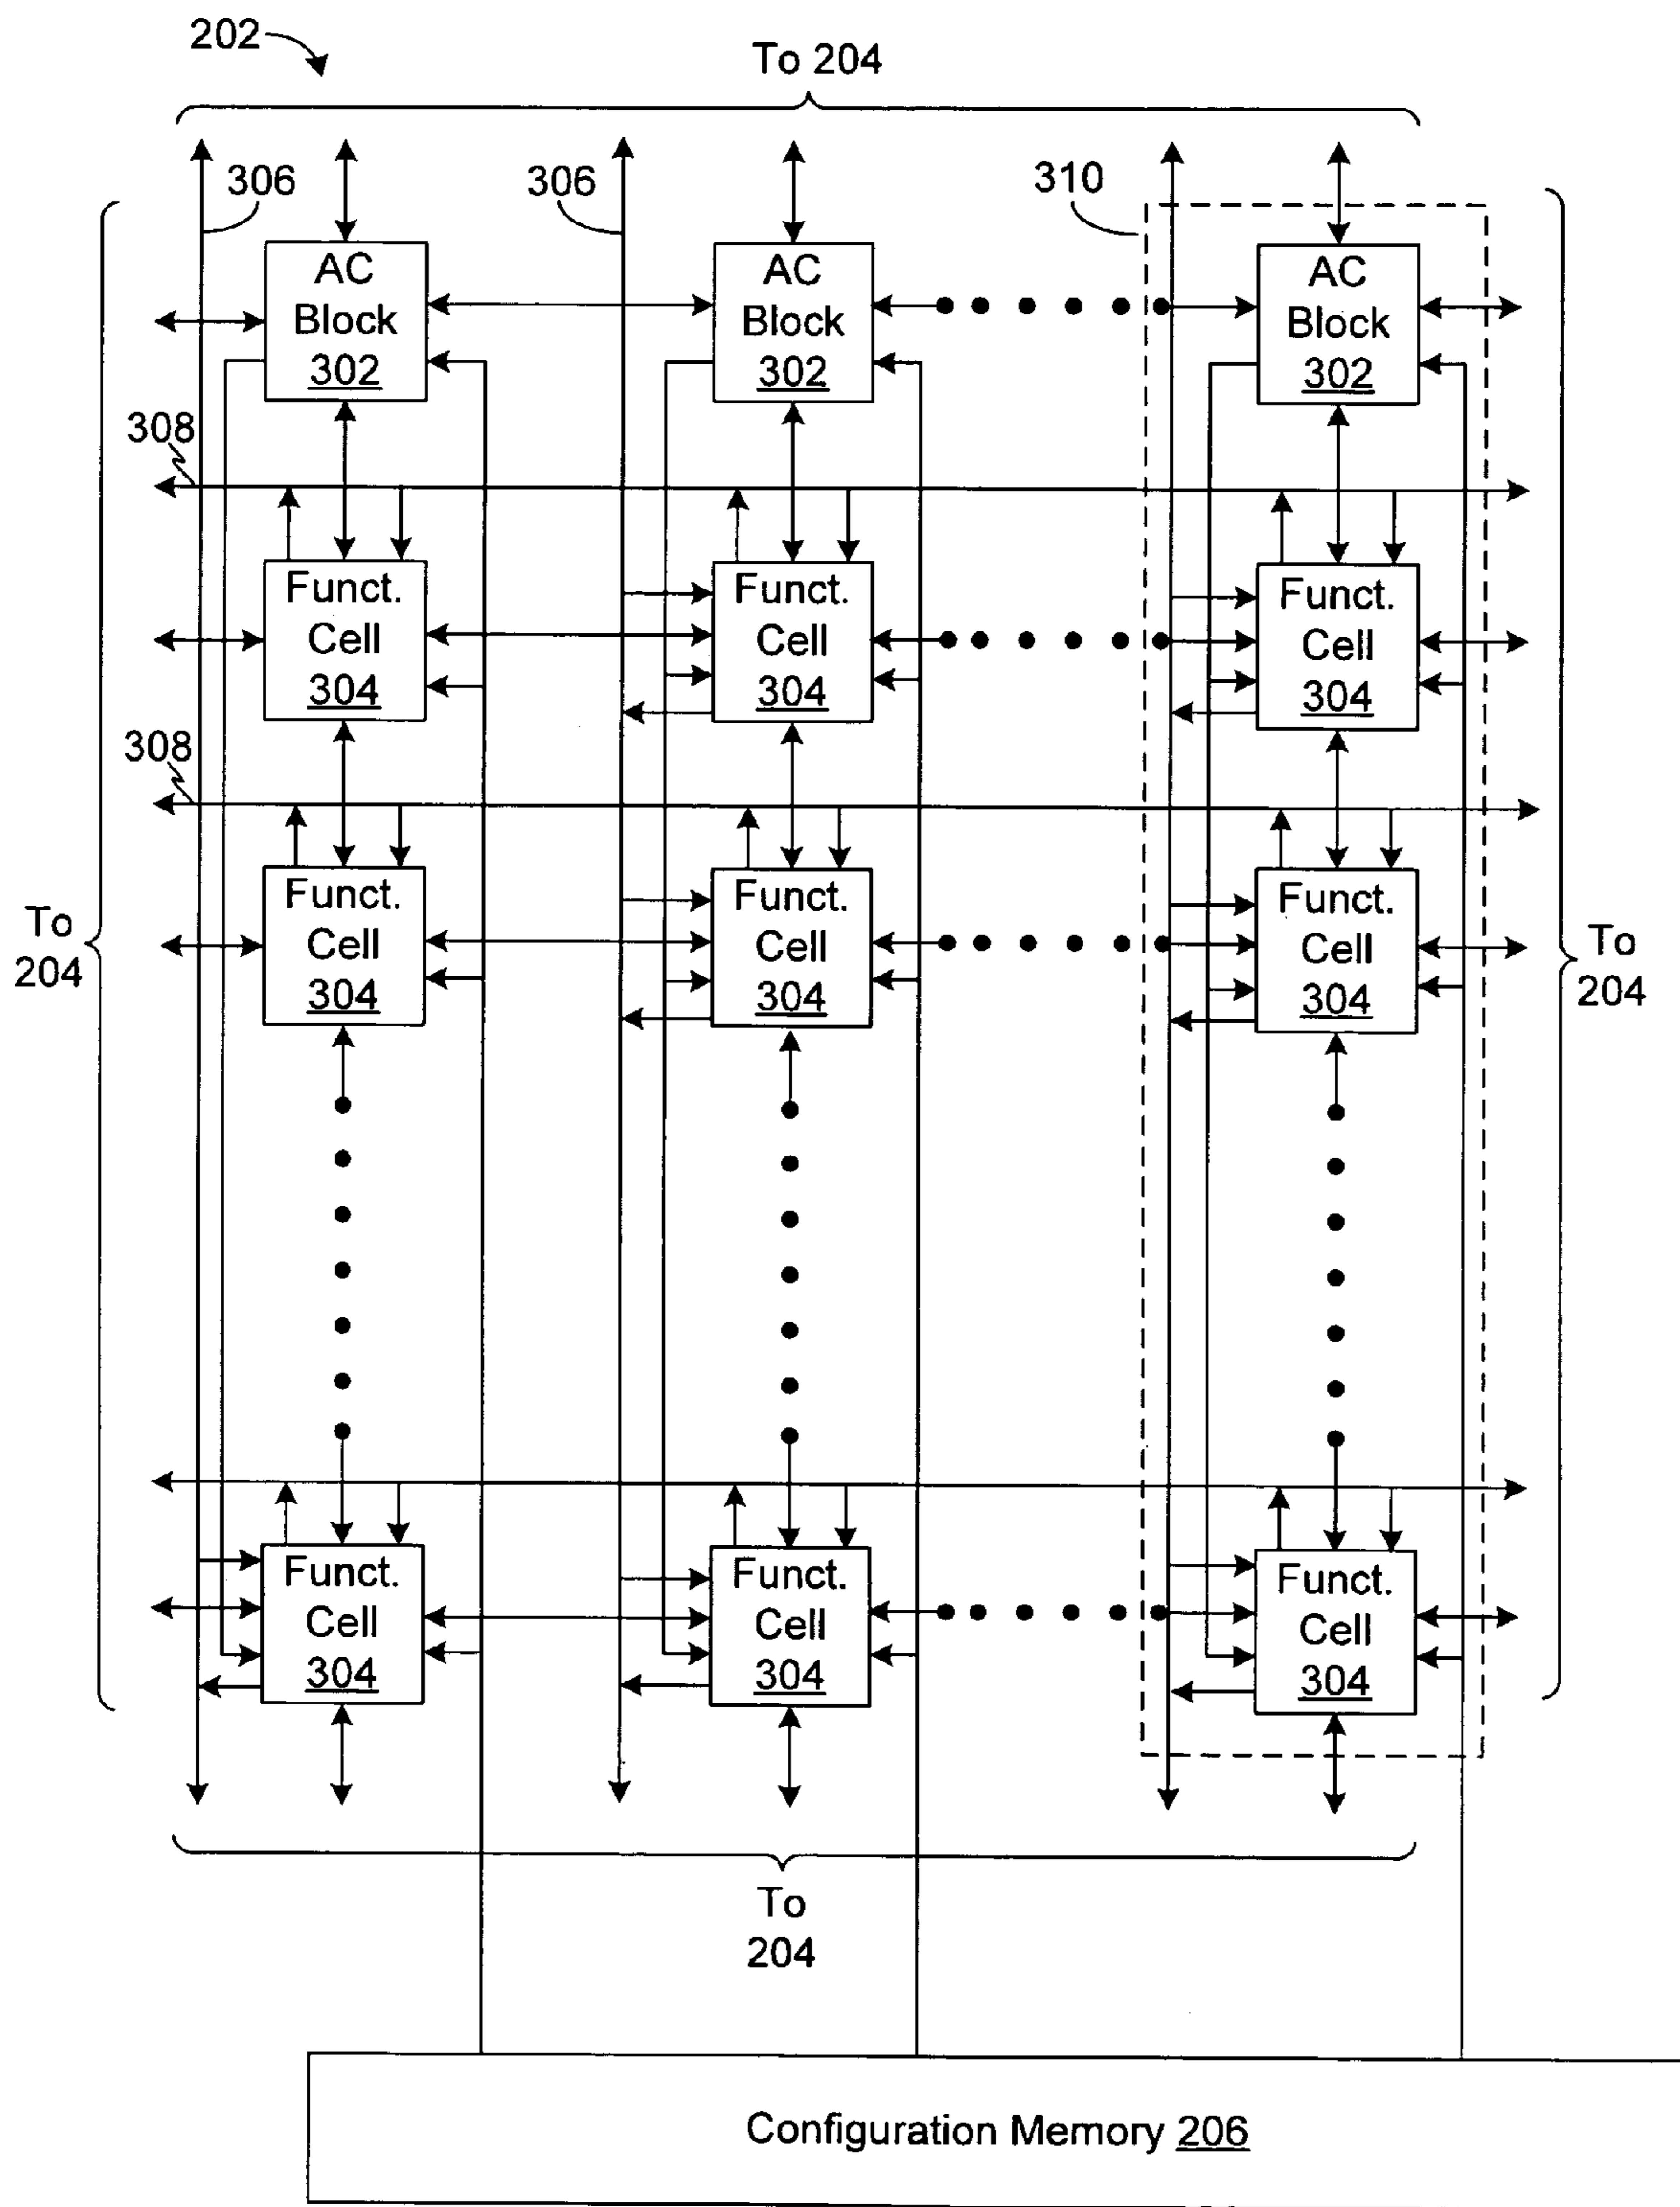 202
To 204
306
306
310
AC
Block
302
AC
Block
302
AC
Block
302
308
Funct.
Cell
304
Funct.
Cell
304
Funct.
Cell
304
308
To
204
Funct.
Cell
304
Funct.
Cell
304
Funct.
Cell
304
To
204
Funct.
Cell
304
Funct.
Cell
304
Funct.
Cell
304
To
204
Configuration Memory 206